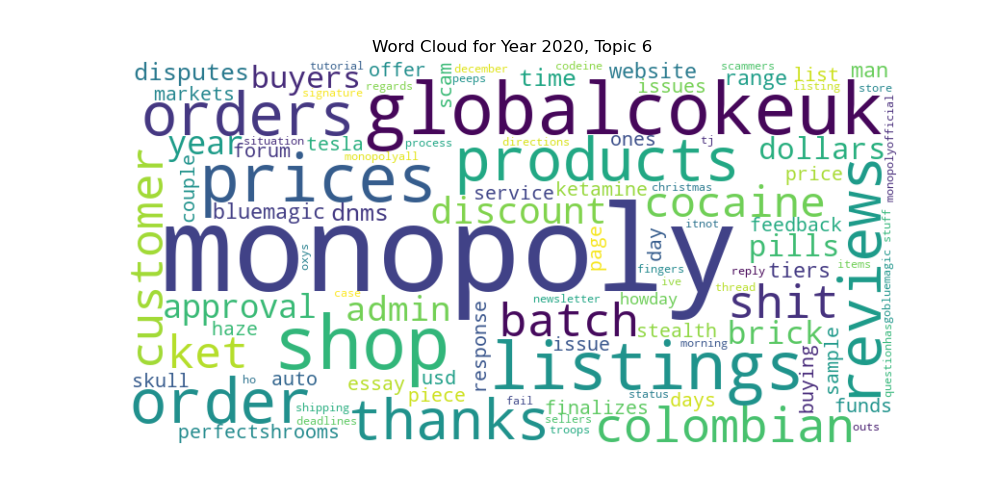 Word Cloud for Year 2020, Topic 6
disputes buyers tutorial offer peeps december codeine website scammers range list man
markets signature regards scam time issues listing store
orders globalcokeuk
year situation forum tesla process directions ones tj dollars
couple monopolyall products price monopolyofficial
customer prices service ketamine christmas cocaine reviews
bluematic dnms discount feedback
monopoly oxys page day itnot pills
fingers reply tiers items
approval case admin newsletter ive howday thread shit gobluemagic stuff
haze shop response batch stealth brick
issue morning buying sample questionhas
ket listings
skull ho auto essay usd piece status days funds
order shipping thanks fail finalizes colombian
deadlines sellers
perfectshrooms troops outs